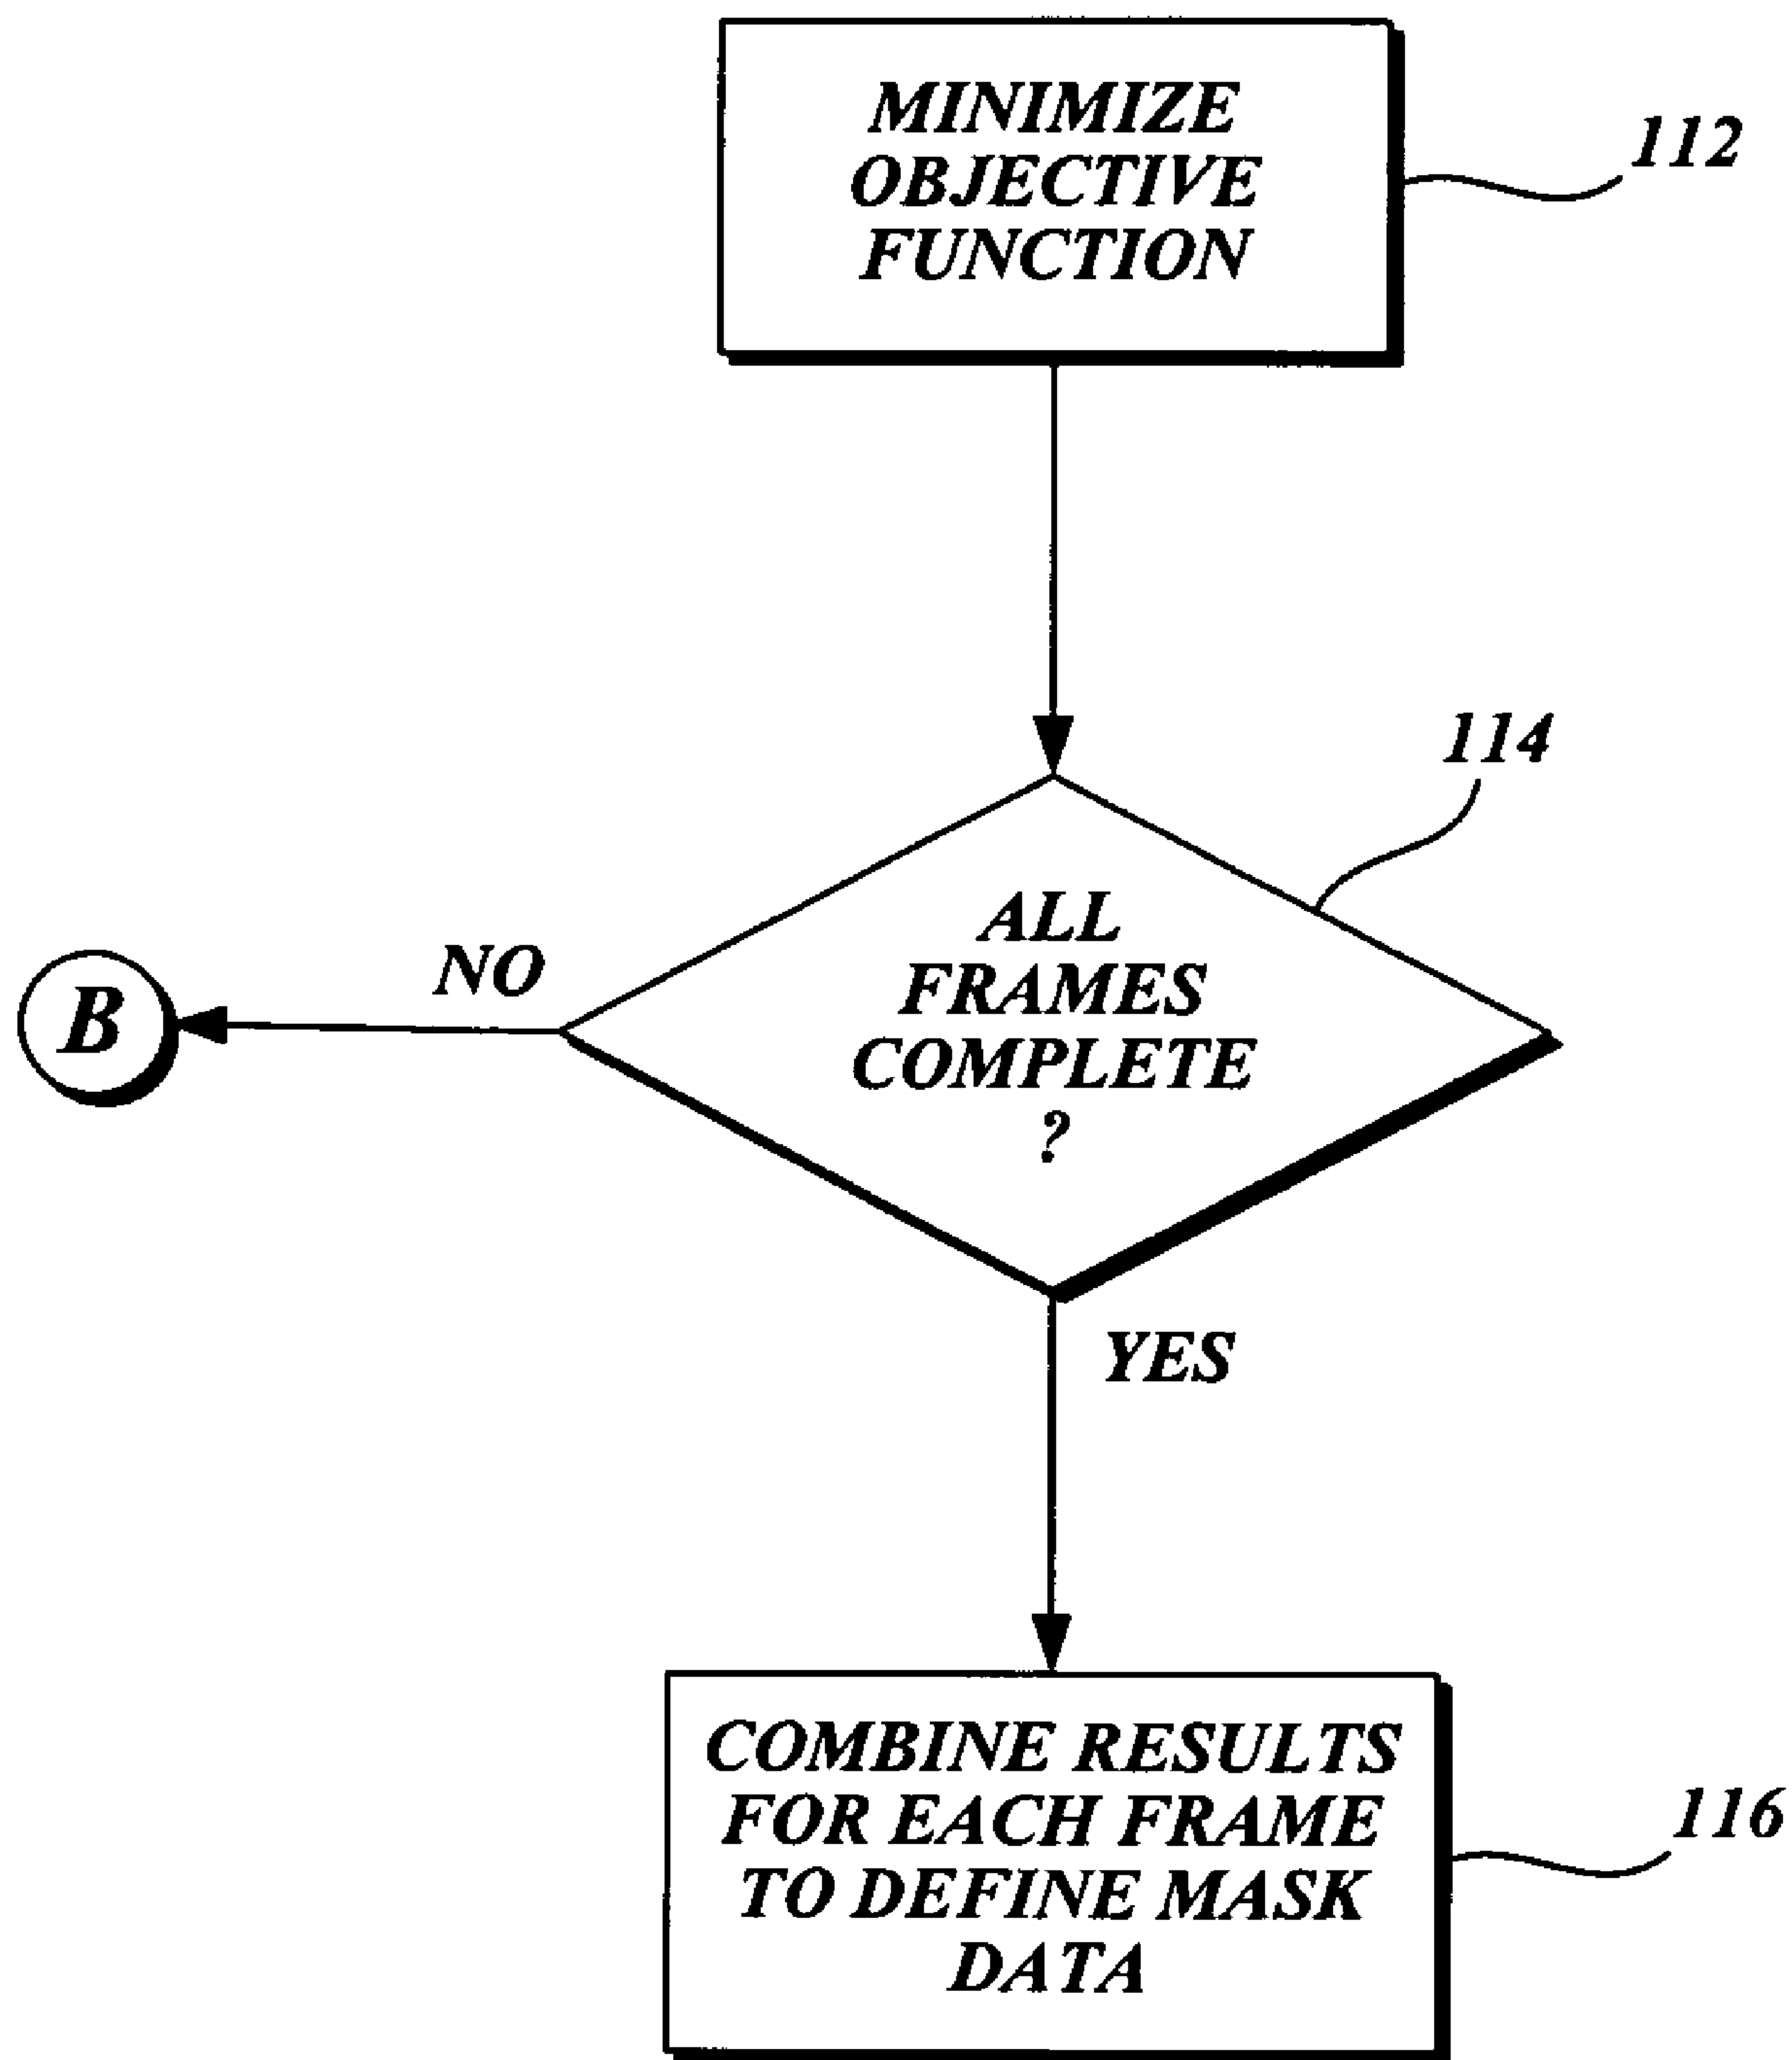 MINIMIZE
OBJECTIVE
FUNCTION
112
114
ALL
FRAMES
COMPLETE
?
NO
B
YES
COMBINE RESULTS
FOR EACH FRAME
TO DEFINE MASK
DATA
116